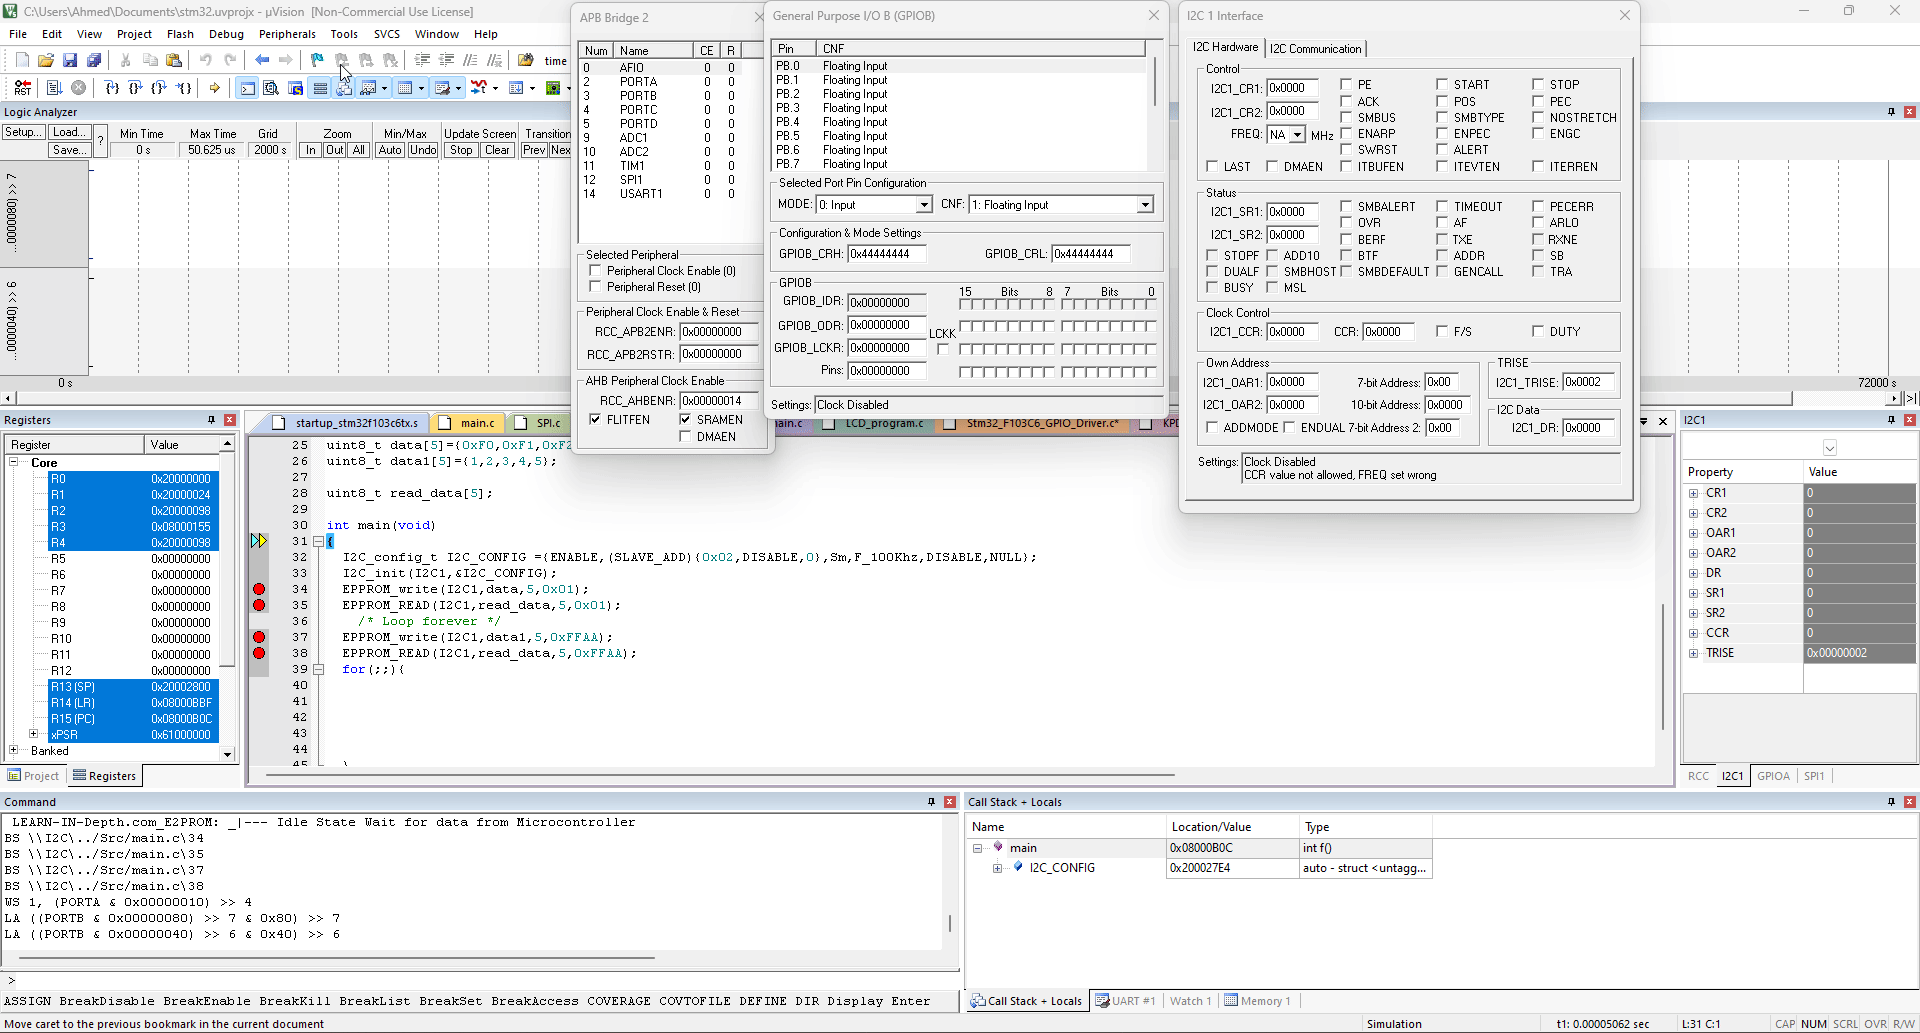 C:\Users\Ahmed\Documents\stm32.uvprojx - µVision [Non-Commercial Use License]
File Edit View Project Flash Debug Peripherals Tools SVCS Window Help
time
RST
Logic Analyzer
Setup... Load... Save... ?
Min Time 0 s
Max Time 50.625 us
Grid 2000 s
Zoom In Out All
Min/Max Auto Undo
Update Screen Stop Clear
Transition Prev Nex
...0000080) >> 7
...000040) >> 6
0 s
72000 s
APB Bridge 2
Num Name CE R
0 AFIO 0 0
2 PORTA 0 0
3 PORTB 0 0
4 PORTC 0 0
5 PORTD 0 0
9 ADC1 0 0
10 ADC2 0 0
11 TIM1 0 0
12 SPI1 0 0
14 USART1 0 0
Selected Peripheral
Peripheral Clock Enable (0)
Peripheral Reset (0)
Peripheral Clock Enable & Reset
RCC_APB2ENR: 0x00000000
RCC_APB2RSTR: 0x00000000
AHB Peripheral Clock Enable
RCC_AHBENR: 0x00000014
FLITFEN SRAMEN
DMAEN
General Purpose I/O B (GPIOB)
Pin CNF
PB.0 Floating Input
PB.1 Floating Input
PB.2 Floating Input
PB.3 Floating Input
PB.4 Floating Input
PB.5 Floating Input
PB.6 Floating Input
PB.7 Floating Input
Selected Port Pin Configuration
MODE: 0: Input CNF: 1: Floating Input
Configuration & Mode Settings
GPIOB_CRH: 0x44444444 GPIOB_CRL: 0x44444444
GPIOB
15 Bits 8 7 Bits 0
GPIOB_IDR: 0x00000000
GPIOB_ODR: 0x00000000
LCKK
GPIOB_LCKR: 0x00000000
Pins: 0x00000000
Settings: Clock Disabled
I2C 1 Interface
I2C Hardware I2C Communication
Control
I2C1_CR1: 0x0000 PE START STOP
ACK POS PEC
I2C1_CR2: 0x0000 SMBUS SMBTYPE NOSTRETCH
FREQ: NA MHz ENARP ENPEC ENGC
SWRST ALERT
LAST DMAEN ITBUFEN ITEVTEN ITERREN
Status
I2C1_SR1: 0x0000 SMBALERT TIMEOUT PECERR
OVR AF ARLO
I2C1_SR2: 0x0000 BERF TXE RXNE
STOPF ADD10 BTF ADDR SB
DUALF SMBHOST SMBDEFAULT GENCALL TRA
BUSY MSL
Clock Control
I2C1_CCR: 0x0000 CCR: 0x0000 F/S DUTY
Own Address
I2C1_OAR1: 0x0000 7-bit Address: 0x00
I2C1_OAR2: 0x0000 10-bit Address: 0x0000
ADDMODE ENDUAL 7-bit Address 2: 0x00
TRISE
I2C1_TRISE: 0x0002
I2C Data
I2C1_DR: 0x0000
Settings: Clock Disabled
CCR value not allowed, FREQ set wrong
Registers
Register Value
Core
R0 0x20000000
R1 0x20000024
R2 0x20000098
R3 0x08000155
R4 0x20000098
R5 0x00000000
R6 0x00000000
R7 0x00000000
R8 0x00000000
R9 0x00000000
R10 0x00000000
R11 0x00000000
R12 0x00000000
R13 (SP) 0x20002800
R14 (LR) 0x08000BBF
R15 (PC) 0x08000B0C
xPSR 0x61000000
Banked
Project Registers
startup_stm32f103c6tx.s main.c SPI.c ain.c LCD_program.c Stm32_F103C6_GPIO_Driver.c* KPD
25 uint8_t data[5]={0xF0,0xF1,0xF2
26 uint8_t data1[5]={1,2,3,4,5};
27
28 uint8_t read_data[5];
29
30 int main(void)
31 {
32 I2C_config_t I2C_CONFIG ={ENABLE,(SLAVE_ADD){0x02,DISABLE,0},Sm,F_100Khz,DISABLE,NULL};
33 I2C_init(I2C1,&I2C_CONFIG);
34 EPPROM_write(I2C1,data,5,0x01);
35 EPPROM_READ(I2C1,read_data,5,0x01);
36 /* Loop forever */
37 EPPROM_write(I2C1,data1,5,0xFFAA);
38 EPPROM_READ(I2C1,read_data,5,0xFFAA);
39 for(;;){
40
41
42
43
44
45
I2C1
Property Value
CR1 0
CR2 0
OAR1 0
OAR2 0
DR 0
SR1 0
SR2 0
CCR 0
TRISE 0x00000002
RCC I2C1 GPIOA SPI1
Command
LEARN-IN-Depth.com_E2PROM: _|--- Idle State Wait for data from Microcontroller
BS \\I2C\../Src/main.c\34
BS \\I2C\../Src/main.c\35
BS \\I2C\../Src/main.c\37
BS \\I2C\../Src/main.c\38
WS 1, (PORTA & 0x00000010) >> 4
LA ((PORTB & 0x00000080) >> 7 & 0x80) >> 7
LA ((PORTB & 0x00000040) >> 6 & 0x40) >> 6
>
ASSIGN BreakDisable BreakEnable BreakKill BreakList BreakSet BreakAccess COVERAGE COVTOFILE DEFINE DIR Display Enter
Call Stack + Locals
Name Location/Value Type
main 0x08000B0C int f()
I2C_CONFIG 0x200027E4 auto - struct <untagg...
Call Stack + Locals UART #1 Watch 1 Memory 1
Move caret to the previous bookmark in the current document
Simulation t1: 0.00005062 sec L:31 C:1 CAP NUM SCRL OVR R/W